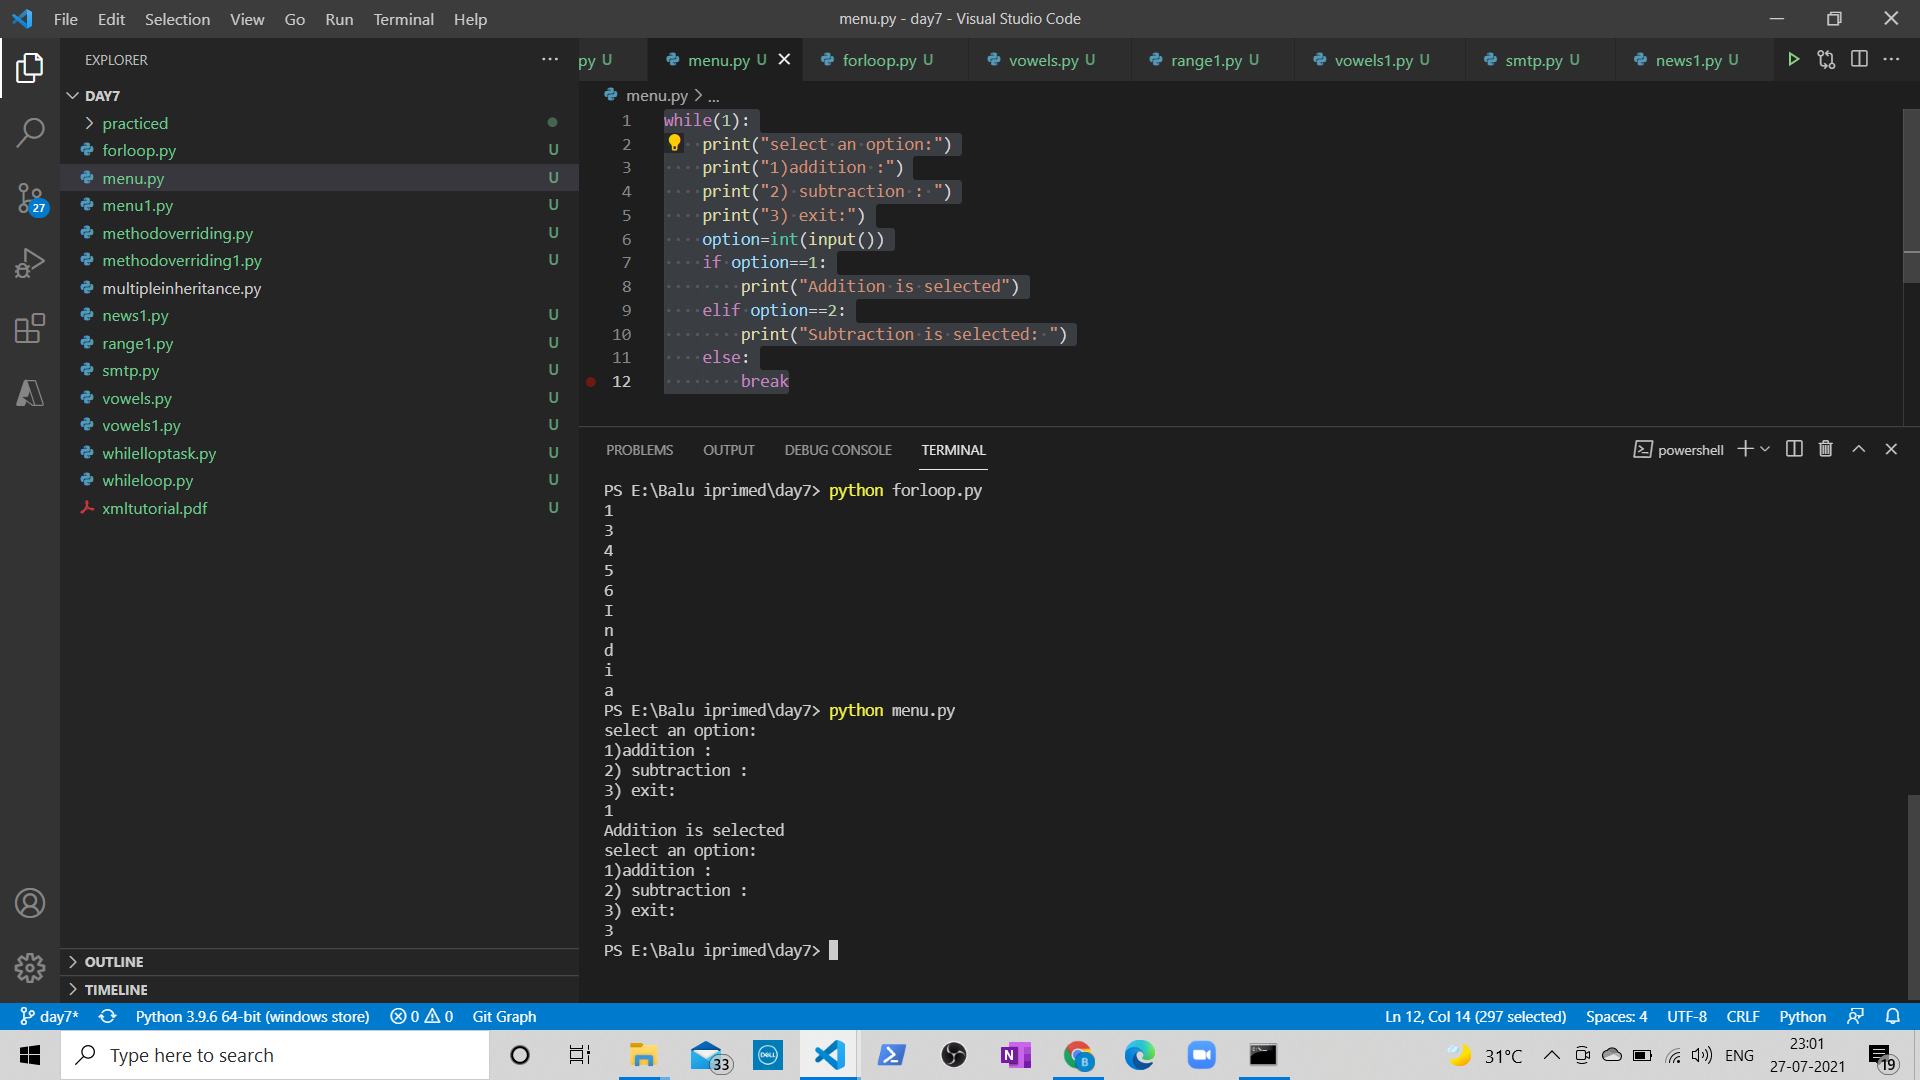 File Edit Selection View Go Run Terminal Help
menu.py - day7 - Visual Studio Code
EXPLORER
py U menu.py U forloop.py U vowels.py U range1.py U vowels1.py U smtp.py U news1.py U
DAY7
practiced
forloop.py U
menu.py U
menu1.py U
methodoverriding.py U
methodoverriding1.py U
multipleinheritance.py
news1.py U
range1.py U
smtp.py U
vowels.py U
vowels1.py U
whilelloptask.py U
whileloop.py U
xmltutorial.pdf U
27
OUTLINE
TIMELINE
menu.py > ...
1 while(1):
2 print("select an option:")
3 print("1)addition :")
4 print("2) subtraction : ")
5 print("3) exit:")
6 option=int(input())
7 if option==1:
8 print("Addition is selected")
9 elif option==2:
10 print("Subtraction is selected: ")
11 else:
12 break
PROBLEMS OUTPUT DEBUG CONSOLE TERMINAL
powershell
PS E:\Balu iprimed\day7> python forloop.py
1
3
4
5
6
I
n
d
i
a
PS E:\Balu iprimed\day7> python menu.py
select an option:
1)addition :
2) subtraction :
3) exit:
1
Addition is selected
select an option:
1)addition :
2) subtraction :
3) exit:
3
PS E:\Balu iprimed\day7>
day7* Python 3.9.6 64-bit (windows store) 0 0 Git Graph
Ln 12, Col 14 (297 selected) Spaces: 4 UTF-8 CRLF Python
Type here to search
33
DELL
N
B
31°C
ENG
23:01
27-07-2021
19